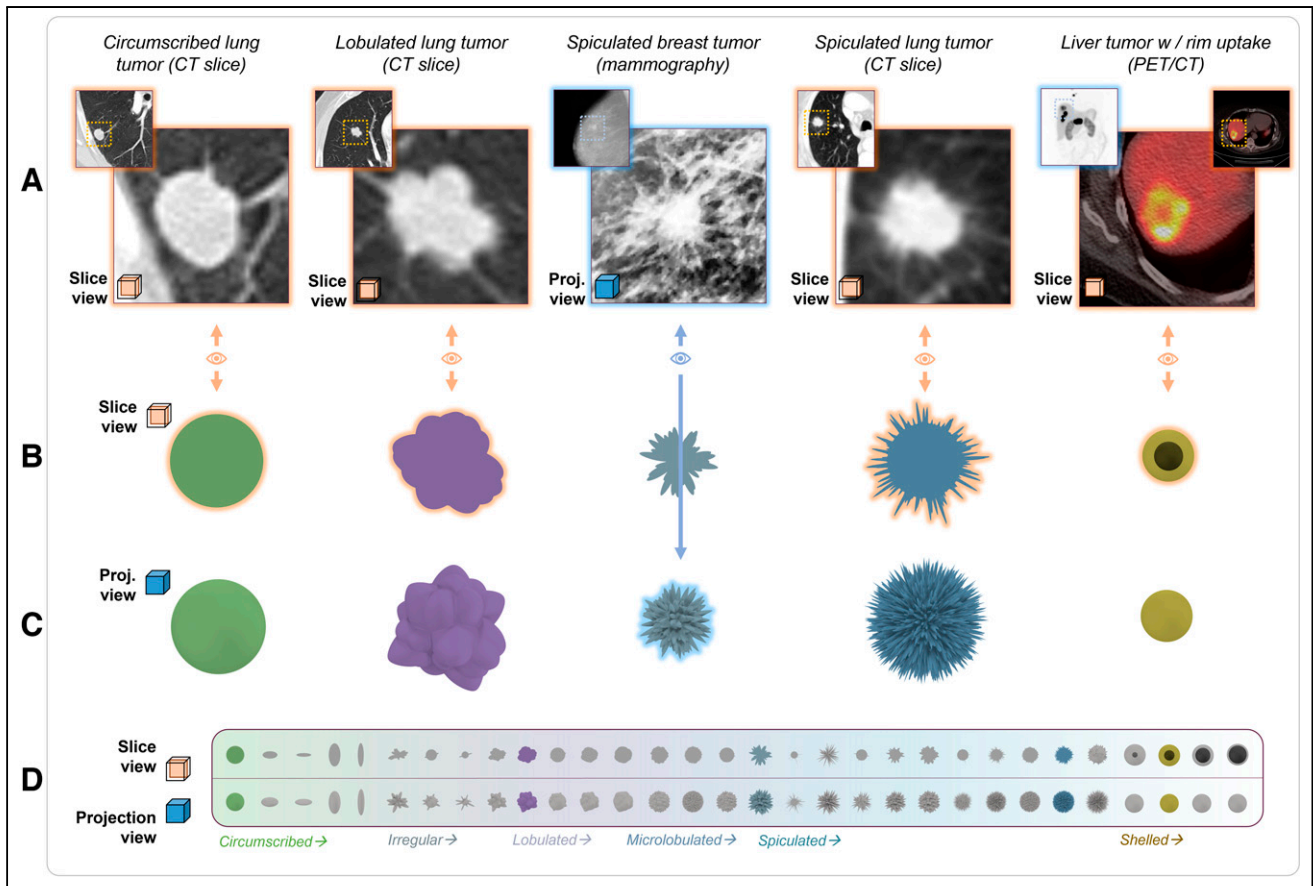 Circumscribed lung
tumor (CT slice)
Lobulated lung tumor
(CT slice)
Spiculated breast tumor
(mammography)
Spiculated lung tumor
(CT slice)
Liver tumor w / rim uptake
(PET/CT)
A
Slice
view
Slice
view
Proj.
view
Slice
view
Slice
view
B
Slice
view
C
Proj.
view
D
Slice
view
Projection
view
Circumscribed→
Irregular→
Lobulated→
Microlobulated→
Spiculated→
Shelled→